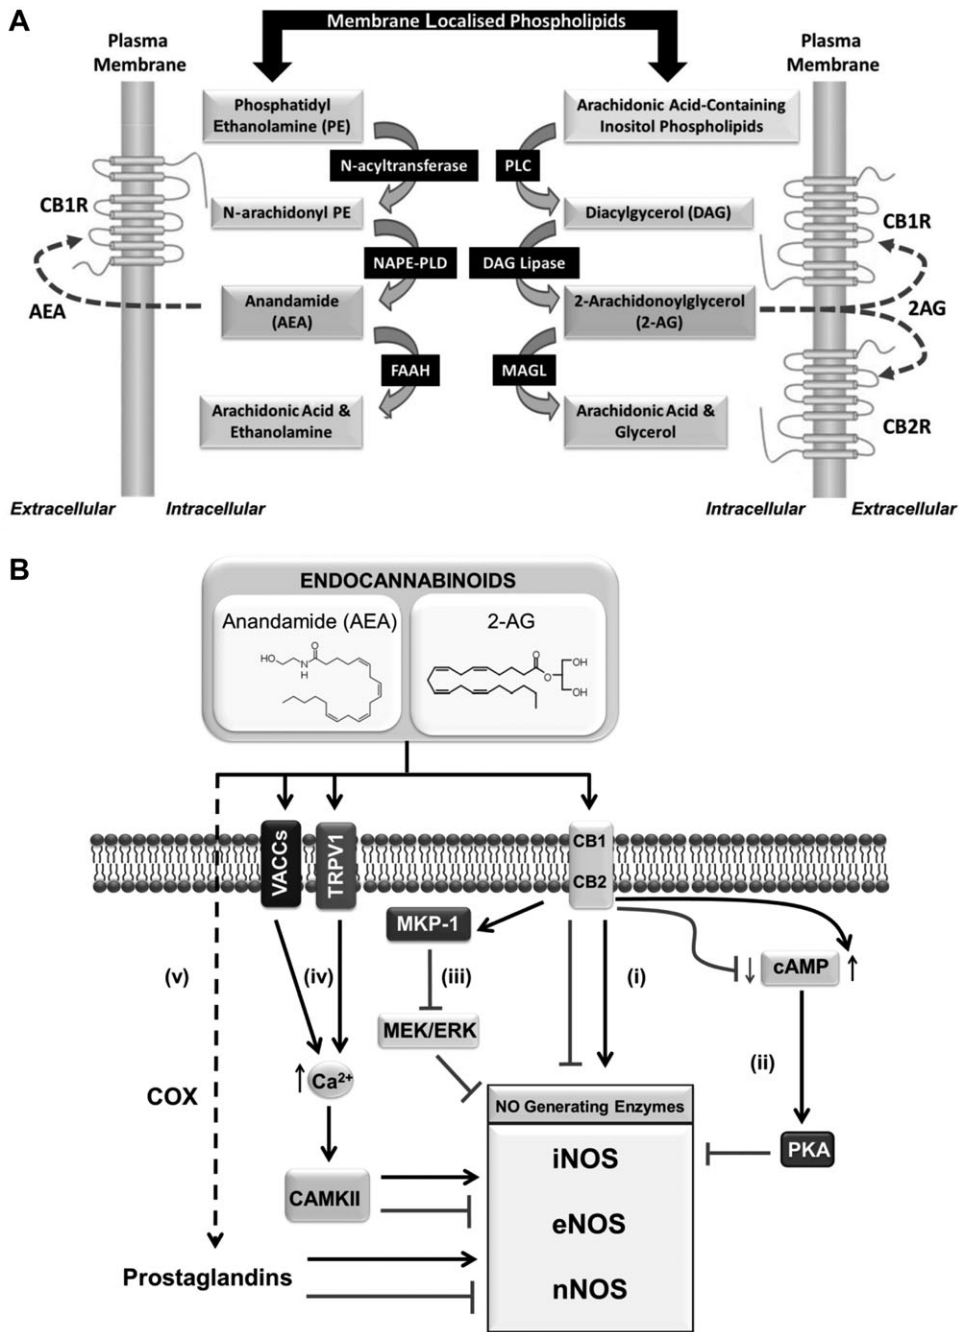 A
Membrane Localised Phospholipids
Plasma
Membrane
Plasma
Membrane
Phosphatidyl
Ethanolamine (PE)
Arachidonic Acid-Containing
Inositol Phospholipids
N-acyltransferase
PLC
CB1R
N-arachidonyl PE
Diacylgycerol (DAG)
CB1R
NAPE-PLD
DAG Lipase
AEA
Anandamide
(AEA)
2-Arachidonoylglycerol
(2-AG)
2AG
FAAH
MAGL
Arachidonic Acid &
Ethanolamine
Arachidonic Acid &
Glycerol
CB2R
Extracellular
Intracellular
Intracellular
Extracellular
B
ENDOCANNABINOIDS
Anandamide (AEA)
2-AG
HO
N
H
O
O
O
OH
OH
VACCs
TRPV1
CB1
CB2
MKP-1
(v)
(iv)
(iii)
(i)
cAMP
MEK/ERK
(ii)
Ca2+
COX
NO Generating Enzymes
iNOS
PKA
CAMKII
eNOS
Prostaglandins
nNOS